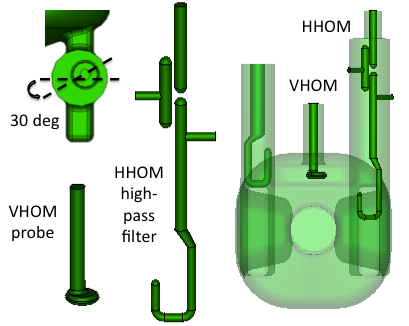 30 deg
VHOM
probe
HHOM
high-
pass
filter
HHOM
VHOM